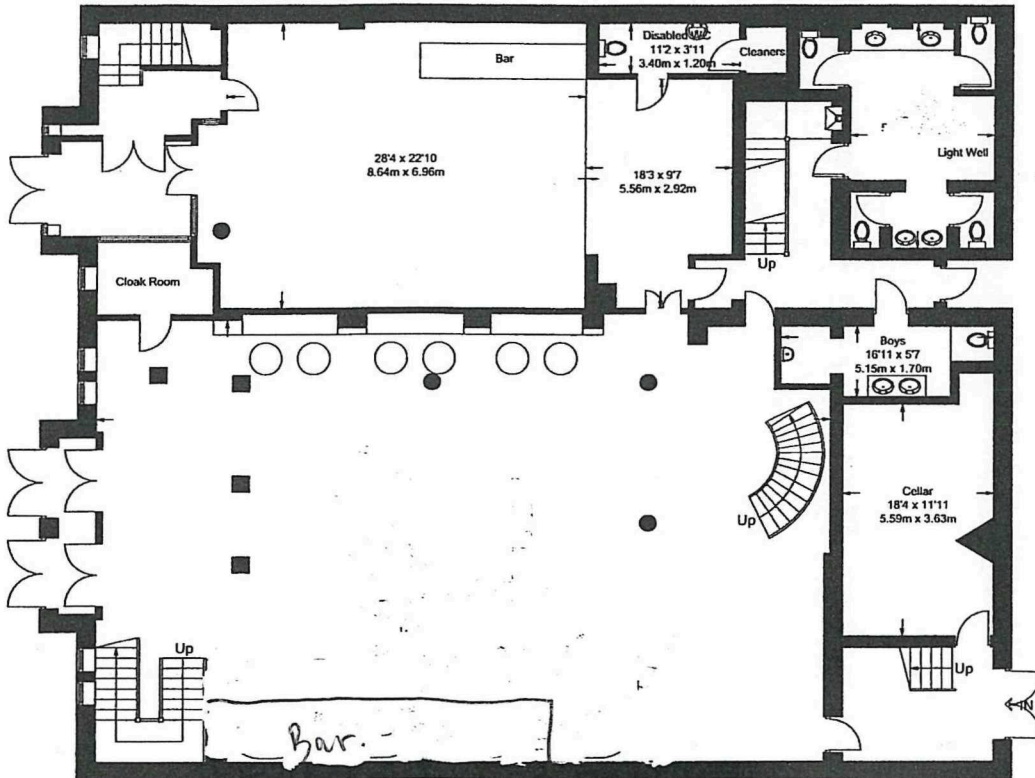 Disabled WC
11'2 x 3'11
3.40m x 1.20m
Cleaners
Bar
28'4 x 22'10
8.64m x 6.96m
18'3 x 9'7
5.56m x 2.92m
Light Well
Up
Cloak Room
Boys
16'11 x 5'7
5.15m x 1.70m
Cellar
18'4 x 11'11
5.59m x 3.63m
Up
Up
Up
Bar.
N